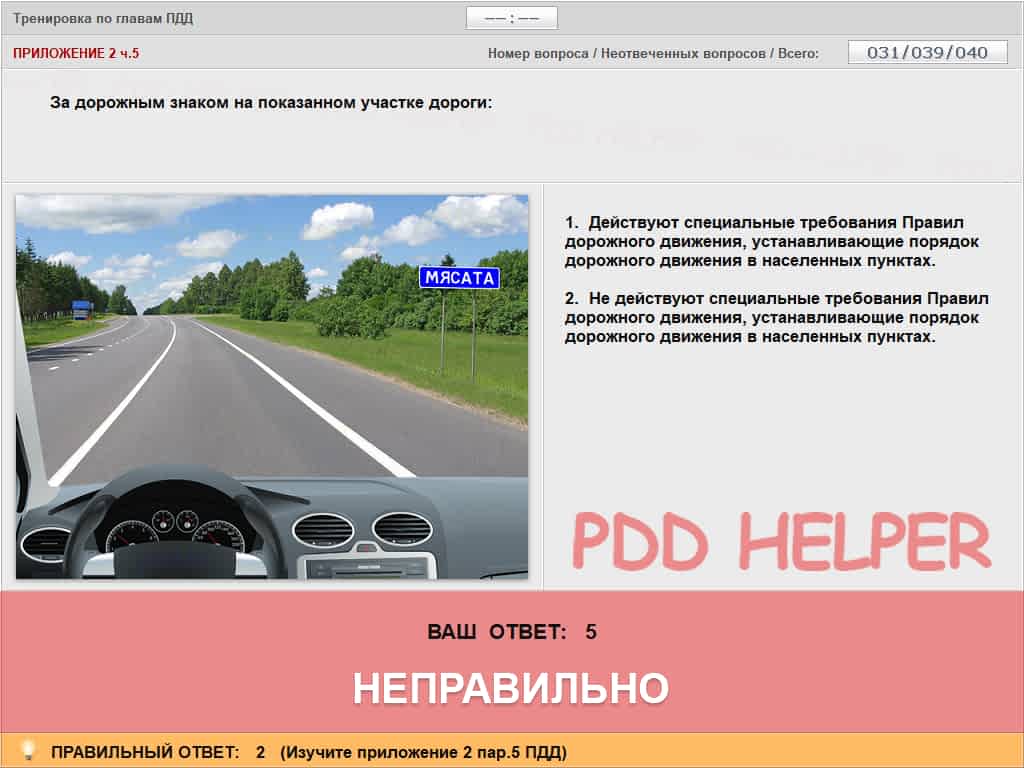 Тренировка по главам ПДД
–– : ––
ПРИЛОЖЕНИЕ 2 ч.5
Номер вопроса / Неотвеченных вопросов / Всего:
031/039/040
За дорожным знаком на показанном участке дороги:
МЯСАТА
1. Действуют специальные требования Правил
дорожного движения, устанавливающие порядок
дорожного движения в населенных пунктах.
2. Не действуют специальные требования Правил
дорожного движения, устанавливающие порядок
дорожного движения в населенных пунктах.
PDD HELPER
ВАШ ОТВЕТ: 5
НЕПРАВИЛЬНО
ПРАВИЛЬНЫЙ ОТВЕТ: 2 (Изучите приложение 2 пар.5 ПДД)